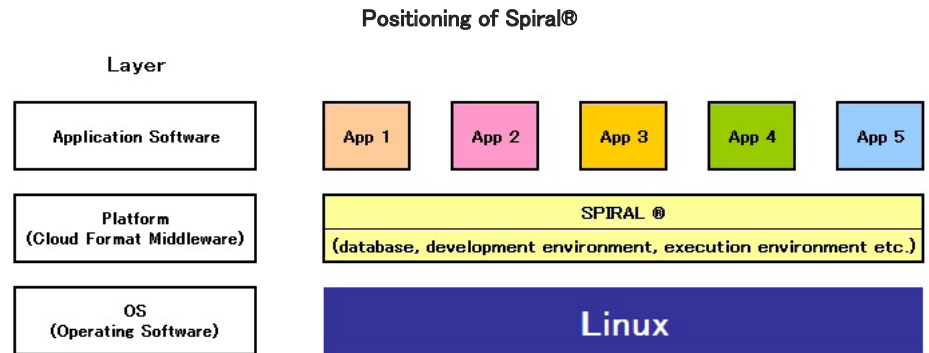 Positioning of Spiral®
Layer
Application Software
App 1
App 2
App 3
App 4
App 5
Platform
(Cloud Format Middleware)
SPIRAL ®
(database, development environment, execution environment etc.)
OS
(Operating Software)
Linux